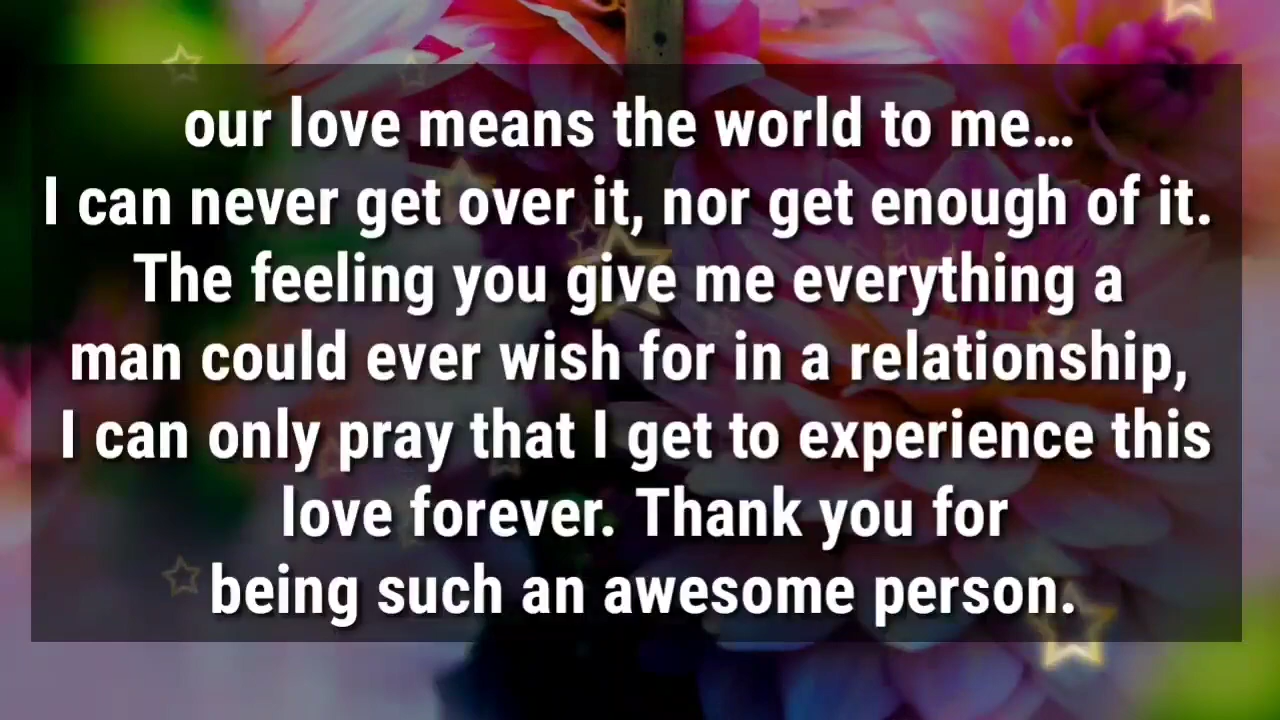 our love means the world to me…
I can never get over it, nor get enough of it.
The feeling you give me everything a
man could ever wish for in a relationship,
I can only pray that I get to experience this
love forever. Thank you for
being such an awesome person.